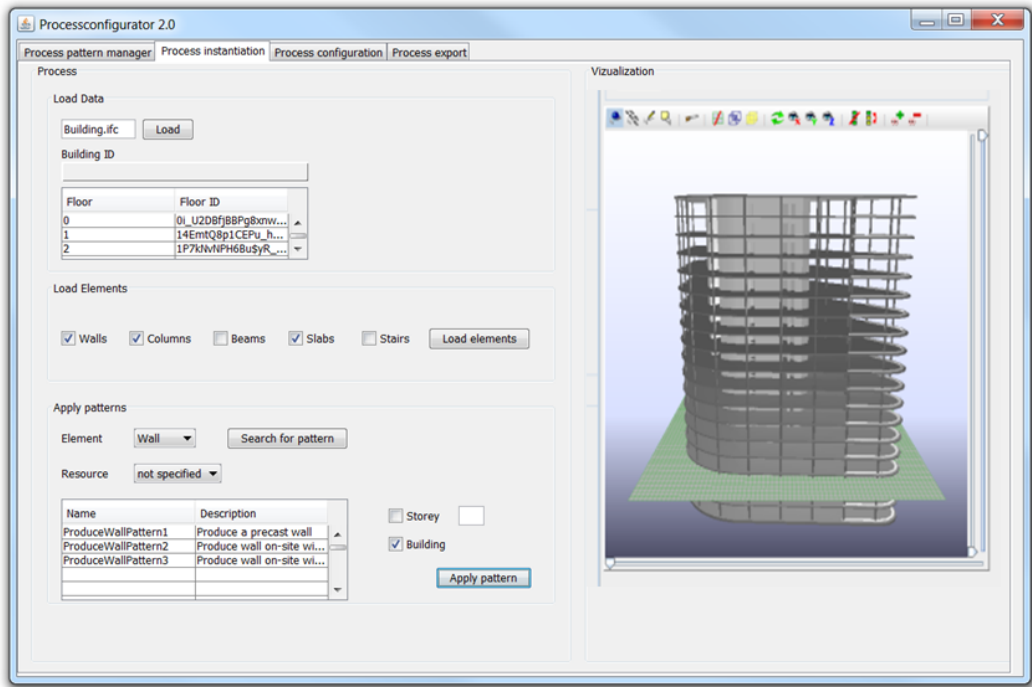 Processconfigurator 2.0
Process pattern manager Process instantiation Process configuration Process export
Process
Vizualization
Load Data
Building.ifc Load
Building ID
Floor Floor ID
0 0i_U2DBfjBBPg8xnw...
1 14EmtQ8p1CEPu_h...
2 1P7kNvNPH6Bu$yR_...
Load Elements
Walls Columns Beams Slabs Stairs Load elements
Apply patterns
Element Wall Search for pattern
Resource not specified
Name Description
ProduceWallPattern1 Produce a precast wall
ProduceWallPattern2 Produce wall on-site wi...
ProduceWallPattern3 Produce wall on-site wi...
Storey
Building
Apply pattern